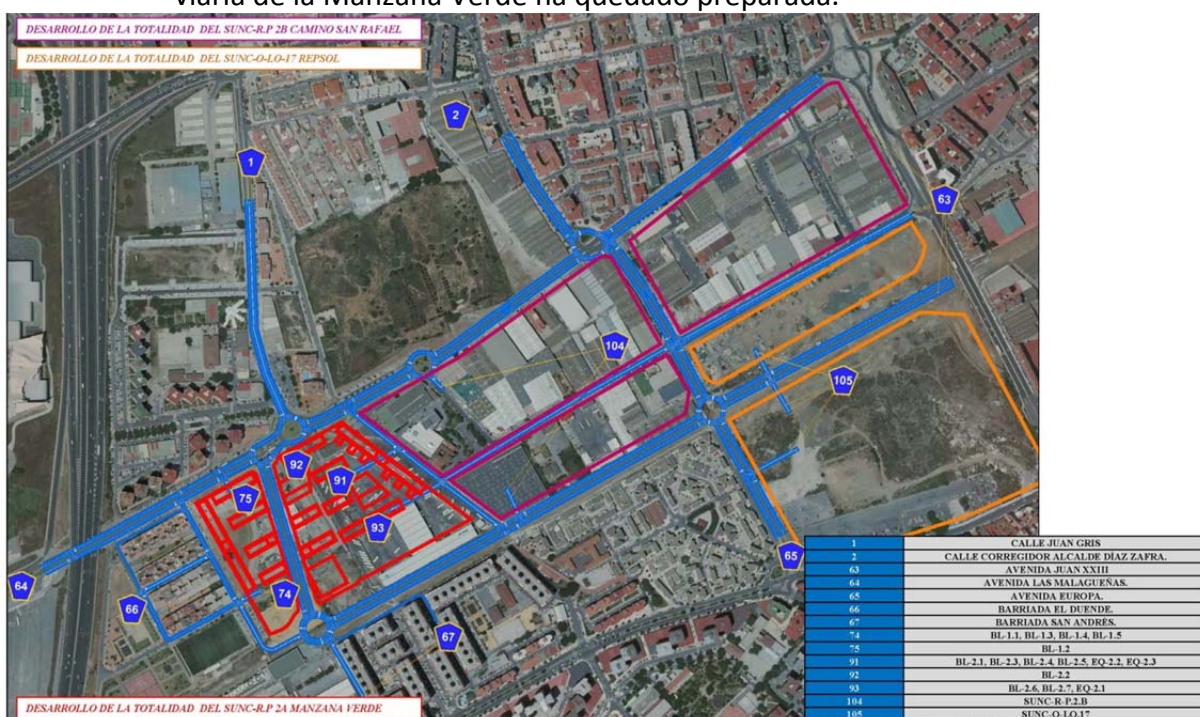 viaria de la Manzana Verde ha quedado preparada.
DESARROLLO DE LA TOTALIDAD DEL SUNC-R.P 2B CAMINO SAN RAFAEL
DESARROLLO DE LA TOTALIDAD DEL SUNC-O-LO-17 REPSOL
1
2
63
104
105
92
91
75
93
74
64
66
65
67
1 CALLE JUAN GRIS
2 CALLE CORREGIDOR ALCALDE DÍAZ ZAFRA.
63 AVENIDA JUAN XXIII
64 AVENIDA LAS MALAGUEÑAS.
65 AVENIDA EUROPA.
66 BARRIADA EL DUENDE.
67 BARRIADA SAN ANDRÉS.
74 BL-1.1, BL-1.3, BL-1.4, BL-1.5
75 BL-1.2
91 BL-2.1, BL-2.3, BL-2.4, BL-2.5, EQ-2.2, EQ-2.3
92 BL-2.2
93 BL-2.6, BL-2.7, EQ-2.1
104 SUNC-R-P.2.B
105 SUNC-O-LO.17
DESARROLLO DE LA TOTALIDAD DEL SUNC-R.P 2A MANZANA VERDE